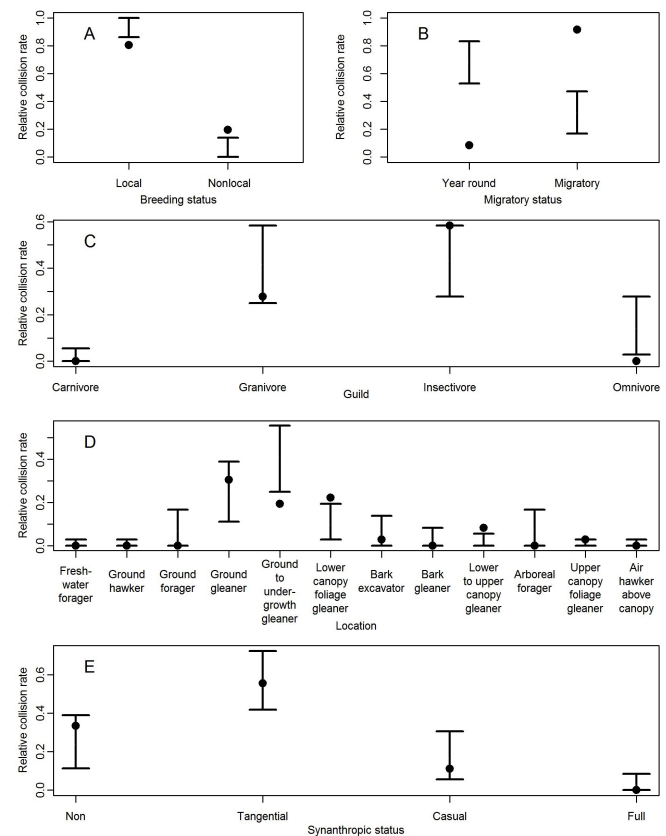 A
Relative collision rate
0.0 0.2 0.4 0.6 0.8 1.0
Local Nonlocal
Breeding status
B
Relative collision rate
0.0 0.2 0.4 0.6 0.8 1.0
Year round Migratory
Migratory status
C
Relative collision rate
0.0 0.2 0.4 0.6
Carnivore Granivore Insectivore Omnivore
Guild
D
Relative collision rate
0.0 0.2 0.4
Fresh-
water
forager
Ground
hawker
Ground
forager
Ground
gleaner
Ground
to
under-
growth
gleaner
Lower
canopy
foliage
gleaner
Bark
excavator
Bark
gleaner
Lower
to upper
canopy
gleaner
Arboreal
forager
Upper
canopy
foliage
gleaner
Air
hawker
above
canopy
Location
E
Relative collision rate
0.0 0.2 0.4 0.6
Non Tangential Casual Full
Synanthropic status